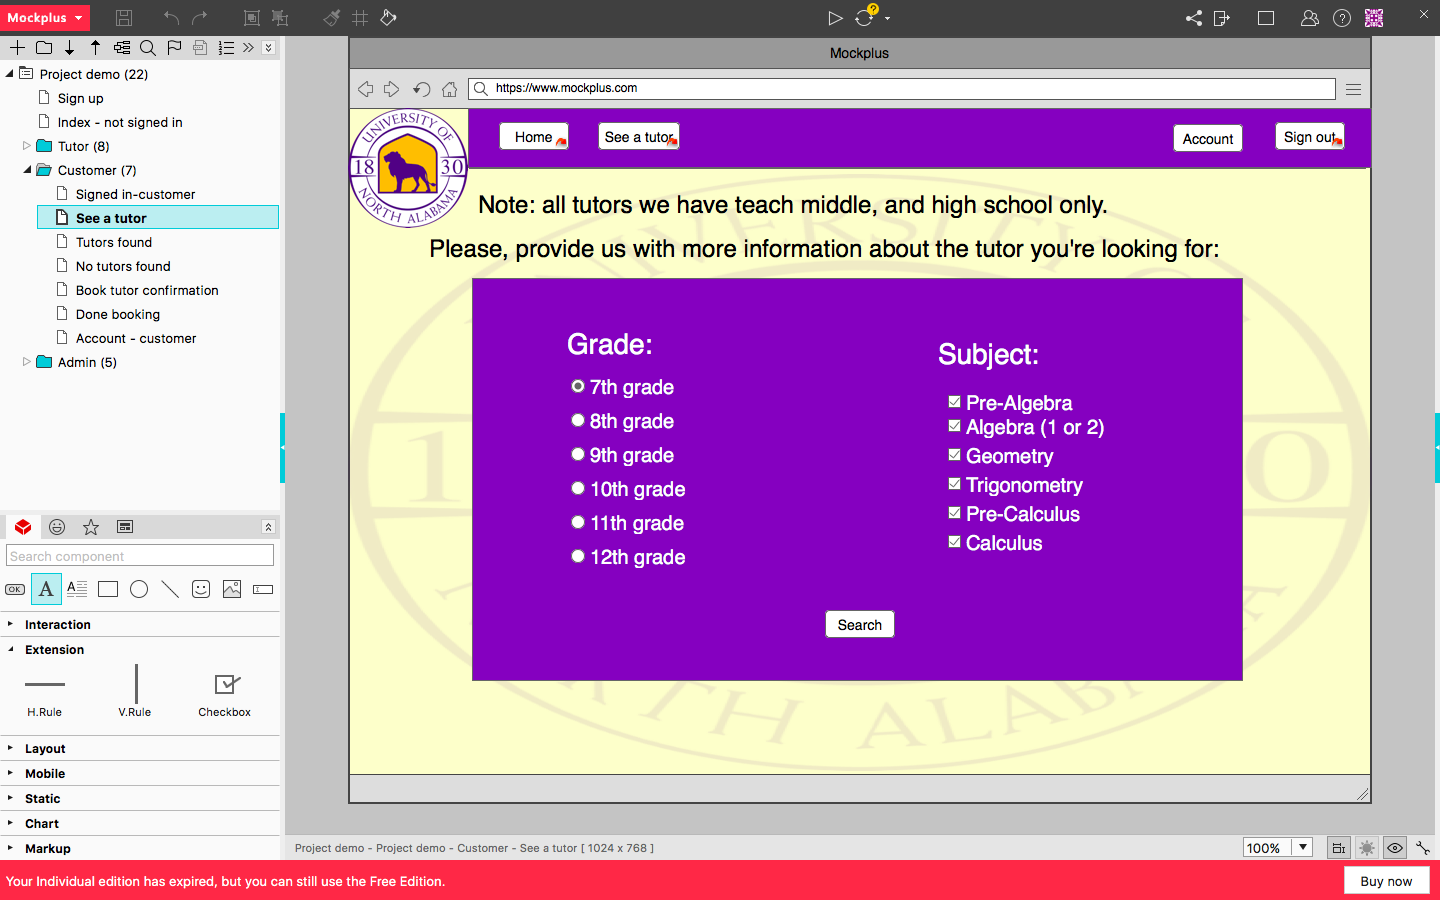 Mockplus
?
?
Mockplus
https://www.mockplus.com
Project demo (22)
Sign up
Index - not signed in
Tutor (8)
Customer (7)
Signed in-customer
See a tutor
Tutors found
No tutors found
Book tutor confirmation
Done booking
Account - customer
Admin (5)
Search component
OK
A
A
Interaction
Extension
H.Rule
V.Rule
Checkbox
Layout
Mobile
Static
Chart
Markup
UNIVERSITY OF
18 30
NORTH ALABAMA
Home
See a tutor
Account
Sign out
Note: all tutors we have teach middle, and high school only.
Please, provide us with more information about the tutor you're looking for:
Grade:
7th grade
8th grade
9th grade
10th grade
11th grade
12th grade
Subject:
Pre-Algebra
Algebra (1 or 2)
Geometry
Trigonometry
Pre-Calculus
Calculus
Search
Project demo - Project demo - Customer - See a tutor [ 1024 x 768 ]
100%
Your Individual edition has expired, but you can still use the Free Edition.
Buy now